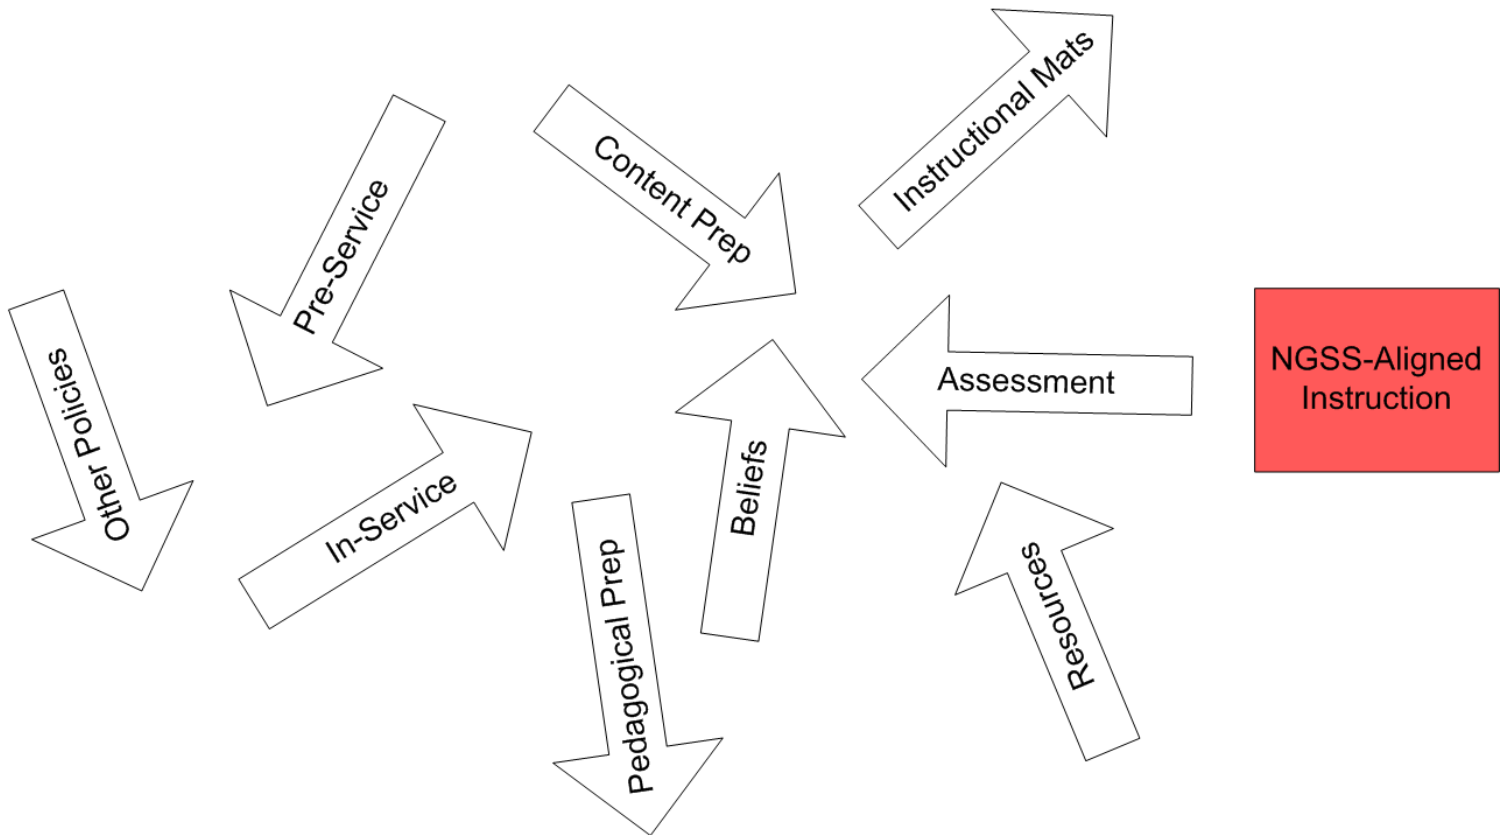 Instructional Mats
Content Prep
Pre-Service
Other Policies
In-Service
Pedagogical Prep
Beliefs
Assessment
Resources
NGSS-Aligned
Instruction